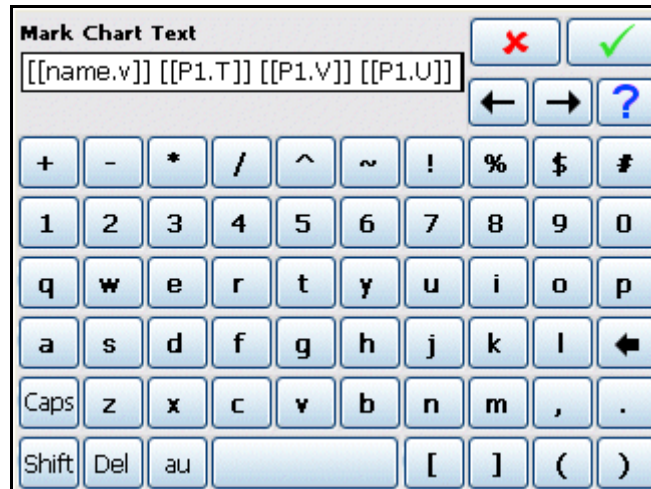 Mark Chart Text
[[name.v]] [[P1.T]] [[P1.V]] [[P1.U]]
?
+ - * / ^ ~ ! % $ #
1 2 3 4 5 6 7 8 9 0
q w e r t y u i o p
a s d f g h j k l
Caps z x c v b n m , .
Shift Del au [ ] ( )